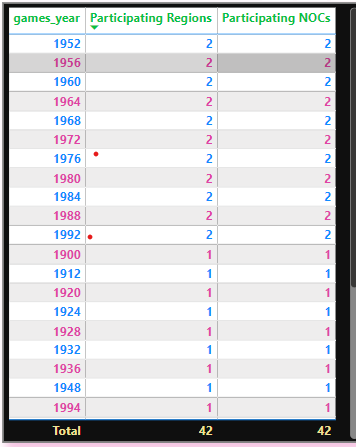 games_year Participating Regions Participating NOCs
1952 2 2
1956 2 2
1960 2 2
1964 2 2
1968 2 2
1972 2 2
1976 2 2
1980 2 2
1984 2 2
1988 2 2
1992 2 2
1900 1 1
1912 1 1
1920 1 1
1924 1 1
1928 1 1
1932 1 1
1936 1 1
1948 1 1
1994 1 1
Total 42 42